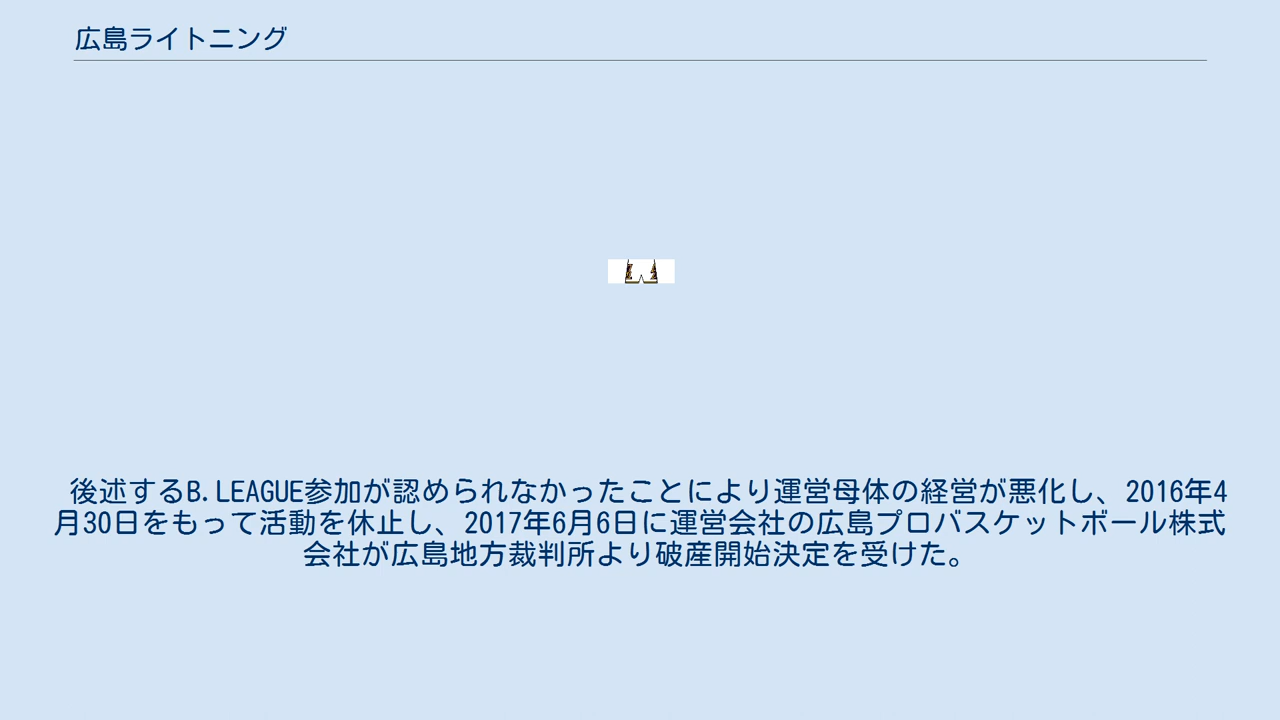 広島ライトニング
後述するB.LEAGUE参加が認められなかったことにより運営母体の経営が悪化し、2016年4
月30日をもって活動を休止し、2017年6月6日に運営会社の広島プロバスケットボール株式
会社が広島地方裁判所より破産開始決定を受けた。